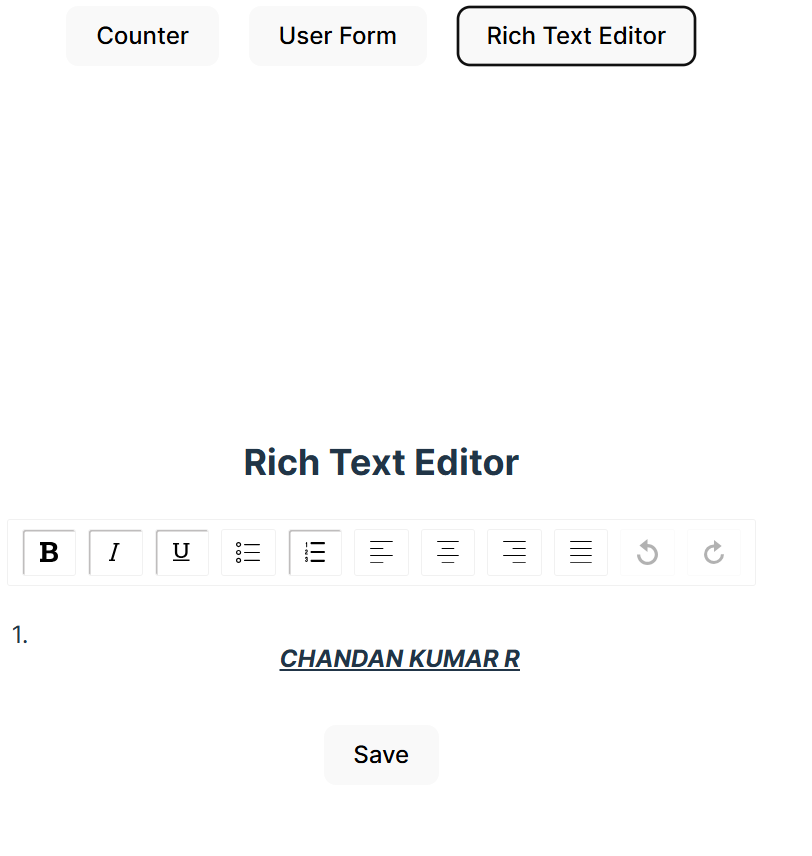 Counter User Form Rich Text Editor
Rich Text Editor
B I U
1.
CHANDAN KUMAR R
Save